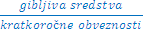 gibljiva sredstva
kratkoročne obveznosti